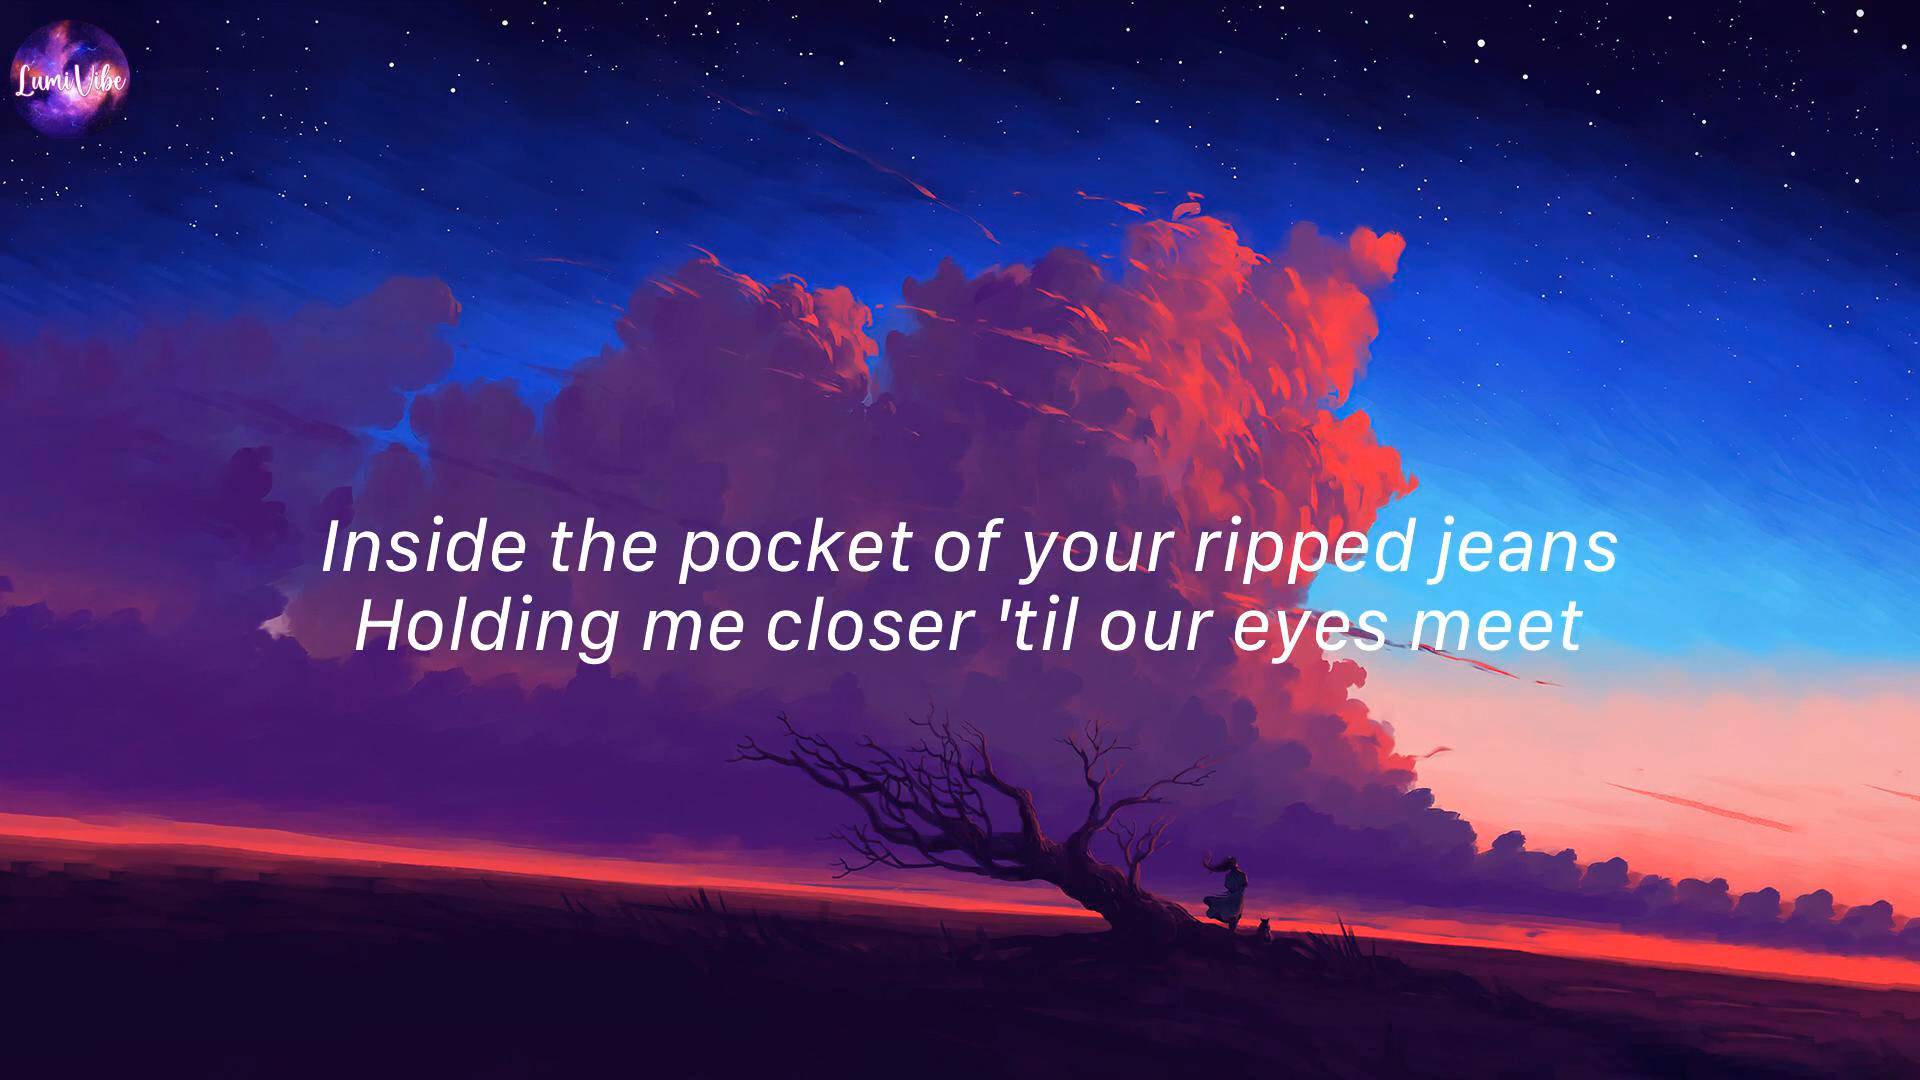 LumiVibe
Inside the pocket of your ripped jeans
Holding me closer 'til our eyes meet